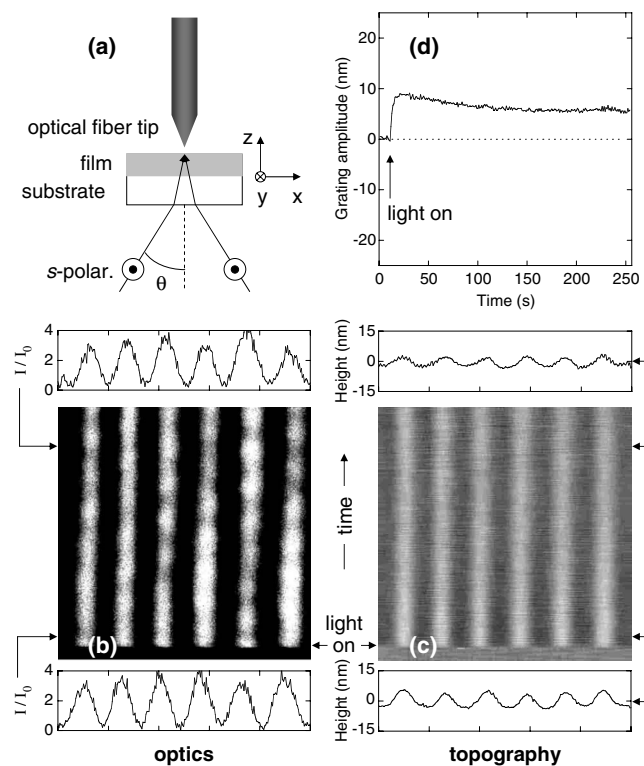 (a)
optical fiber tip
film
substrate
z
x
y
s-polar.
θ
(d)
Grating amplitude (nm)
20
10
0
-10
-20
light on
0 50 100 150 200 250
Time (s)
I / I0
4
2
0
Height (nm)
15
0
-15
time
(b)
light
on
(c)
I / I0
4
2
0
Height (nm)
15
0
-15
optics
topography